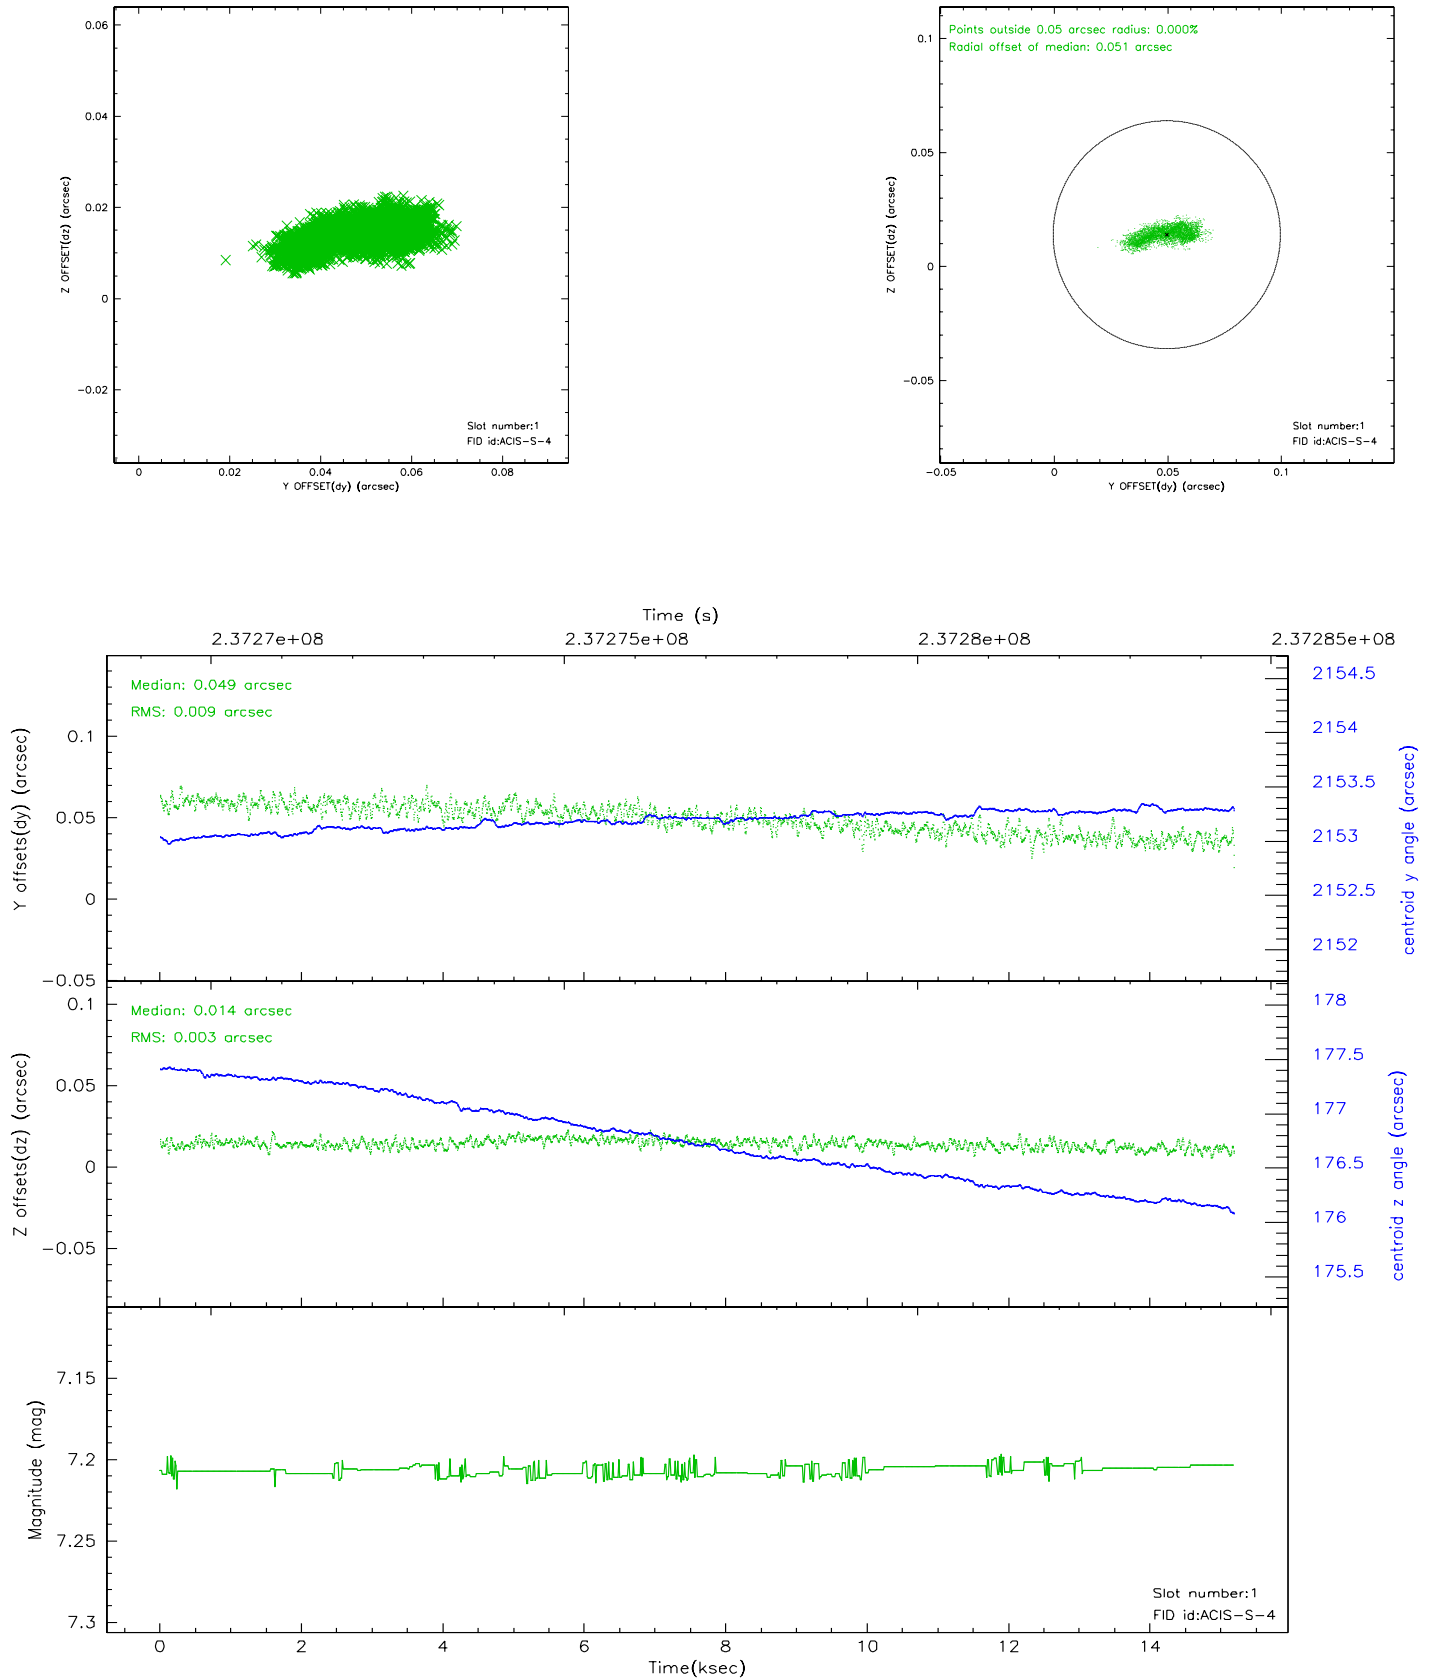 0.06
0.04
0.02
0
−0.02
Z OFFSET(dz) (arcsec)
Slot number:1
FID id:ACIS−S−4
0 0.02 0.04 0.06 0.08
Y OFFSET(dy) (arcsec)
Points outside 0.05 arcsec radius: 0.000%
Radial offset of median: 0.051 arcsec
0.1
0.05
0
−0.05
Z OFFSET(dz) (arcsec)
Slot number:1
FID id:ACIS−S−4
−0.05 0 0.05 0.1
Y OFFSET(dy) (arcsec)
Time (s)
2.3727e+08 2.37275e+08 2.3728e+08 2.37285e+08
Median: 0.049 arcsec
RMS: 0.009 arcsec
0.1
0.05
0
−0.05
Y offsets(dy) (arcsec)
2154.5
2154
2153.5
2153
2152.5
2152
centroid y angle (arcsec)
Median: 0.014 arcsec
RMS: 0.003 arcsec
0.1
0.05
0
−0.05
Z offsets(dz) (arcsec)
178
177.5
177
176.5
176
175.5
centroid z angle (arcsec)
7.15
7.2
7.25
7.3
Magnitude (mag)
Slot number:1
FID id:ACIS−S−4
0 2 4 6 8 10 12 14
Time(ksec)